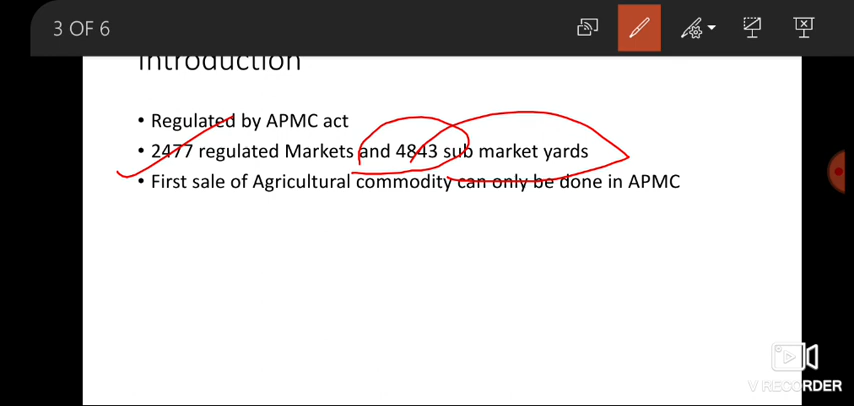 3 OF 6
Introduction
• Regulated by APMC act
• 2477 regulated Markets and 4843 sub market yards
• First sale of Agricultural commodity can only be done in APMC
V RECORDER